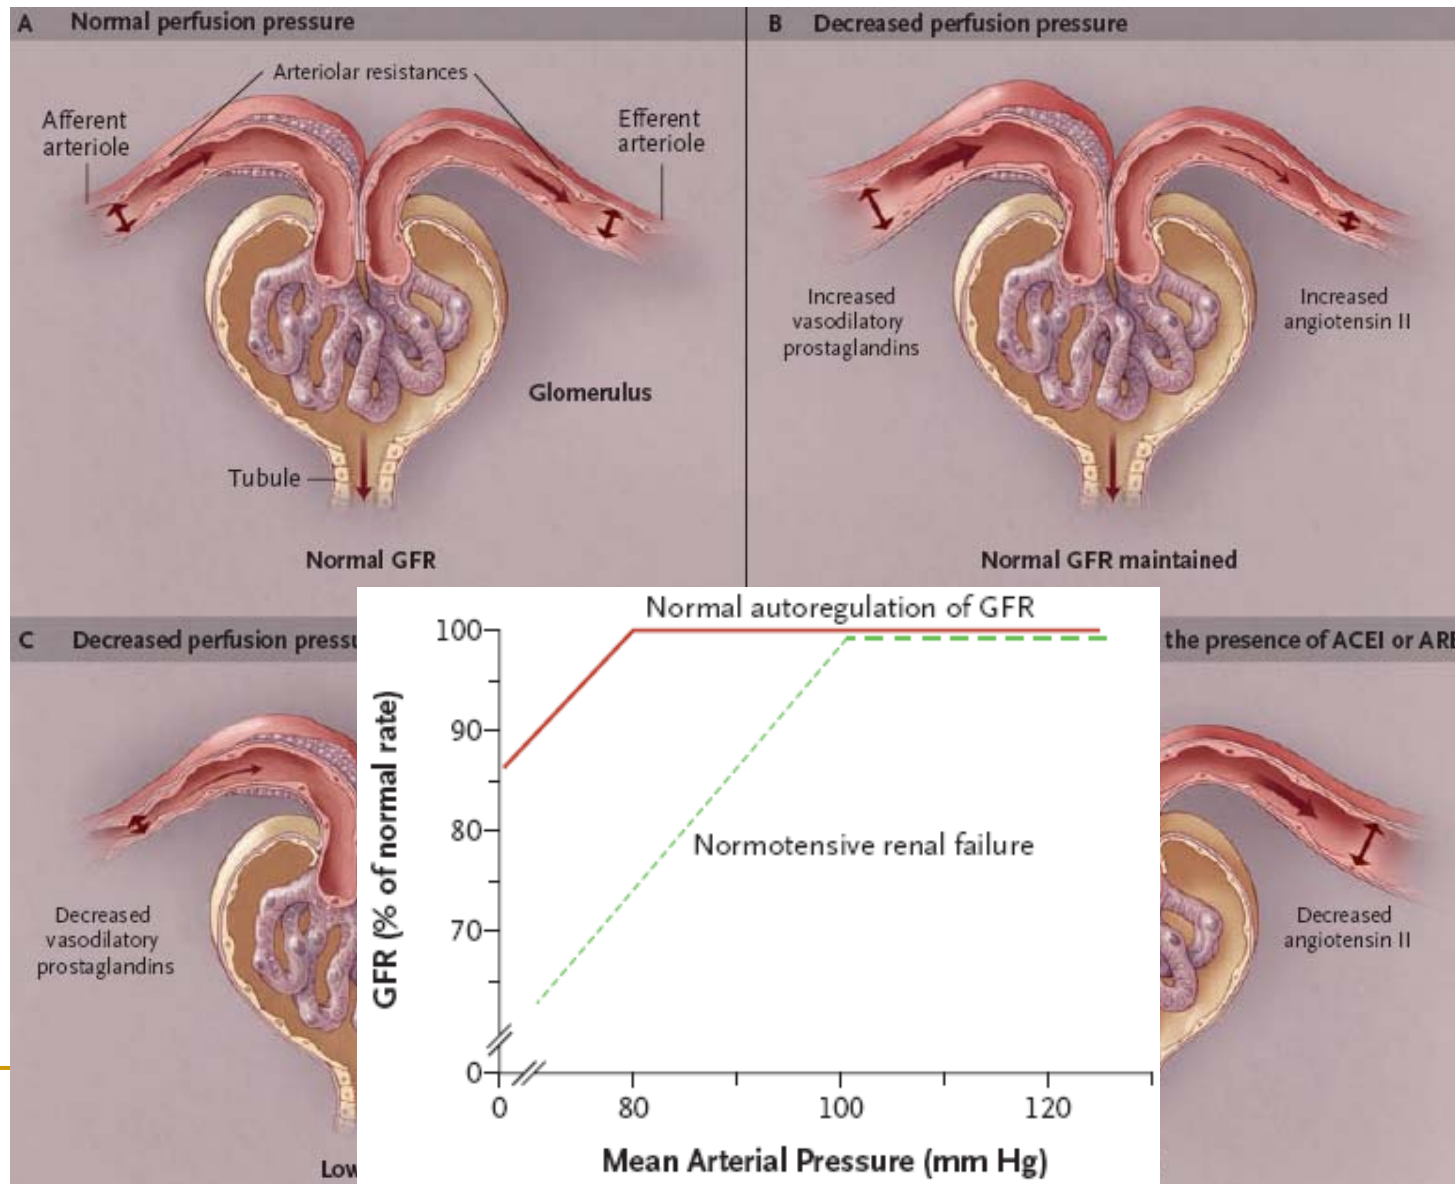 A Normal perfusion pressure
Arteriolar resistances
Afferent
arteriole
Efferent
arteriole
Glomerulus
Tubule
Normal GFR
B Decreased perfusion pressure
Increased
vasodilatory
prostaglandins
Increased
angiotensin II
Normal GFR maintained
C Decreased perfusion
Decreased
vasodilatory
prostaglandins
Low
Normal autoregulation of GFR
100
90
80
70
0
GFR (% of normal rate)
Normotensive renal failure
0 80 100 120
Mean Arterial Pressure (mm Hg)
the presence of ACEI or
Decreased
angiotensin II